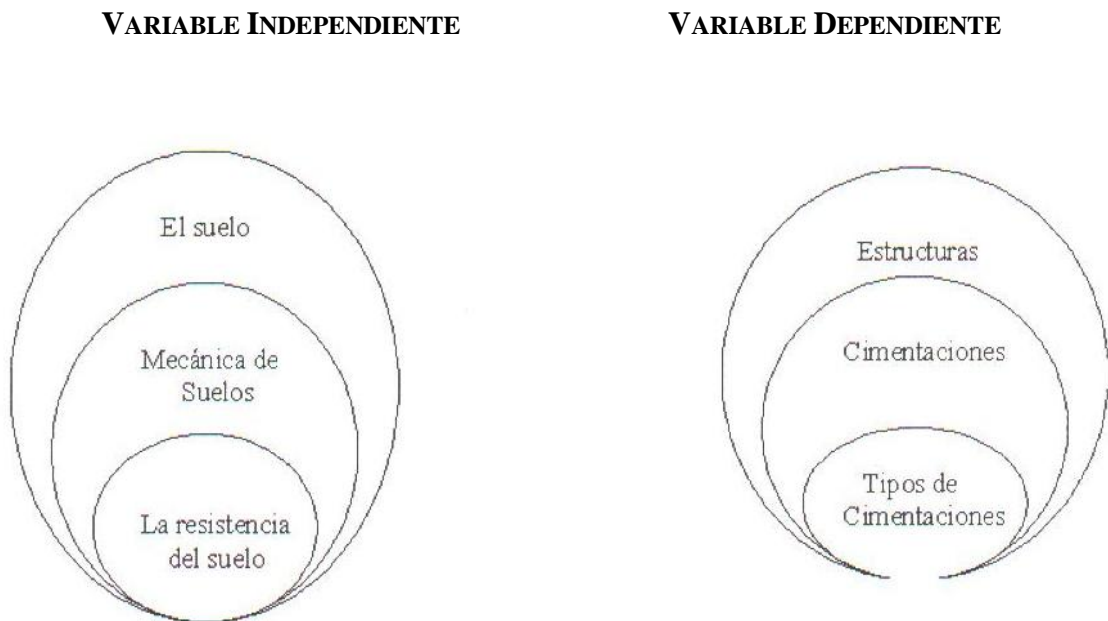 VARIABLE INDEPENDIENTE
VARIABLE DEPENDIENTE
El suelo
Mecánica de
Suelos
La resistencia
del suelo
Estructuras
Cimentaciones
Tipos de
Cimentaciones